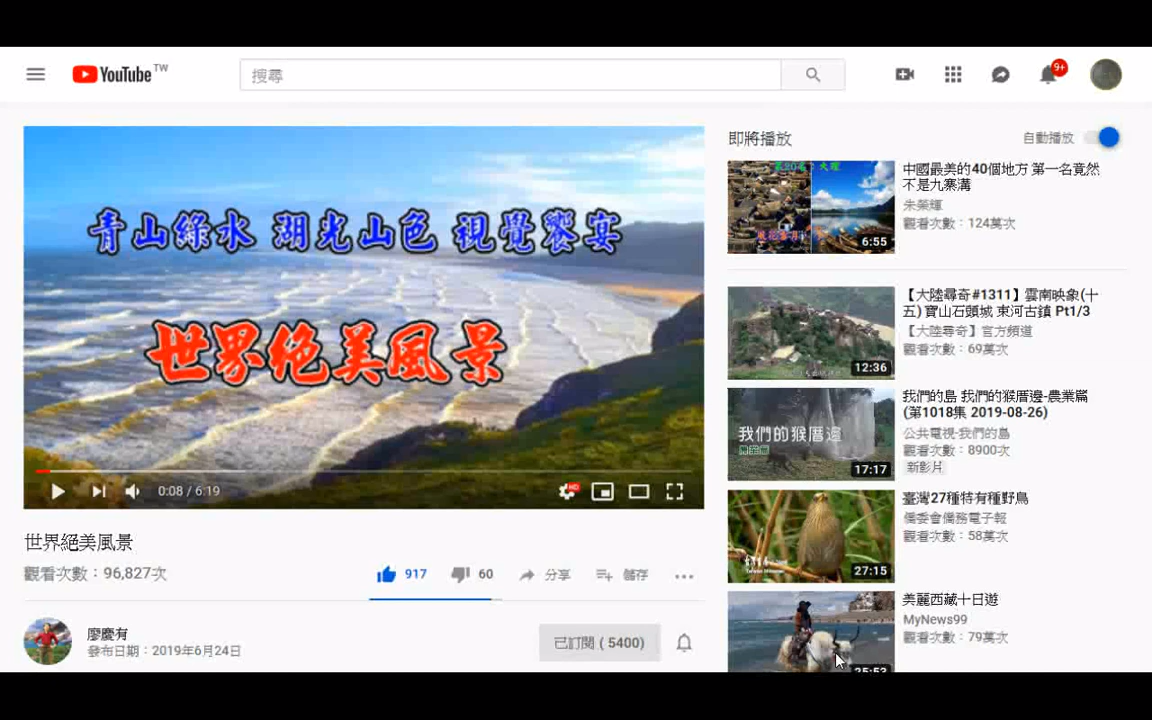 YouTube TW
搜尋
9+
青山綠水 湖光山色 視覺饗宴
世界絕美風景
0:08 / 6:19
HD
世界絕美風景
觀看次數：96,827次
917
60
分享
儲存
廖慶有
發布日期：2019年6月24日
已訂閱 ( 5400)
即將播放
自動播放
6:55
中國最美的40個地方 第一名竟然
不是九寨溝
朱榮輝
觀看次數：124萬次
12:36
【大陸尋奇#1311】雲南映象(十
五) 寶山石頭城 束河古鎮 Pt1/3
【大陸尋奇】官方頻道
觀看次數：69萬次
我們的猴厝邊
17:17
我們的島 我們的猴厝邊-農業篇
(第1018集 2019-08-26)
公共電視-我們的島
觀看次數：8900次
新影片
27:15
臺灣27種特有種野鳥
僑委會僑務電子報
觀看次數：58萬次
25:53
美麗西藏十日遊
MyNews99
觀看次數：79萬次